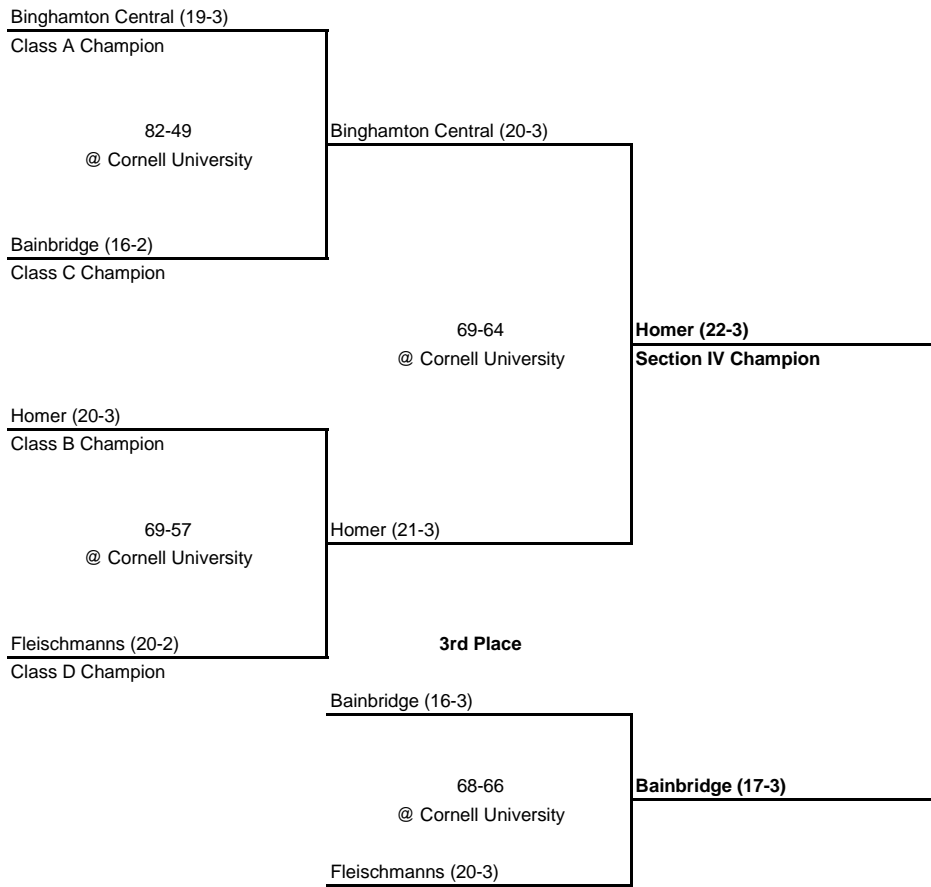 Binghamton Central (19-3)
Class A Champion
82-49
@ Cornell University
Binghamton Central (20-3)
Bainbridge (16-2)
Class C Champion
69-64
@ Cornell University
Homer (22-3)
Section IV Champion
Homer (20-3)
Class B Champion
69-57
@ Cornell University
Homer (21-3)
Fleischmanns (20-2)
Class D Champion
3rd Place
Bainbridge (16-3)
68-66
@ Cornell University
Bainbridge (17-3)
Fleischmanns (20-3)